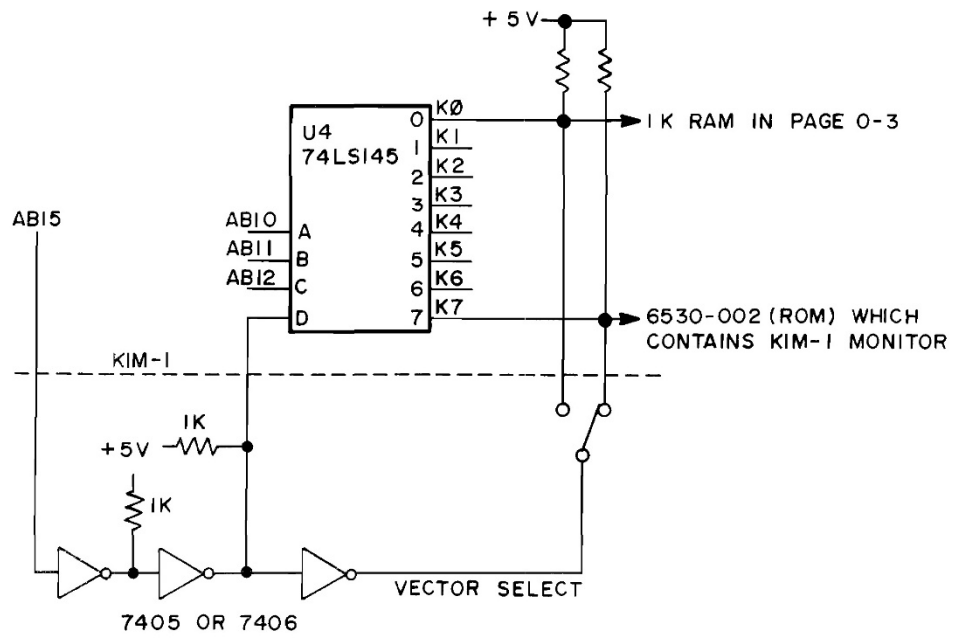 +5V
KØ
U4
74LS145
0
1K RAM IN PAGE 0-3
K1
1
K2
2
K3
3
AB15
AB10
A
K4
4
AB11
B
K5
5
AB12
C
K6
6
D
K7
7
6530-002 (ROM) WHICH
CONTAINS KIM-1 MONITOR
KIM-1
1K
+5V
1K
VECTOR SELECT
7405 OR 7406